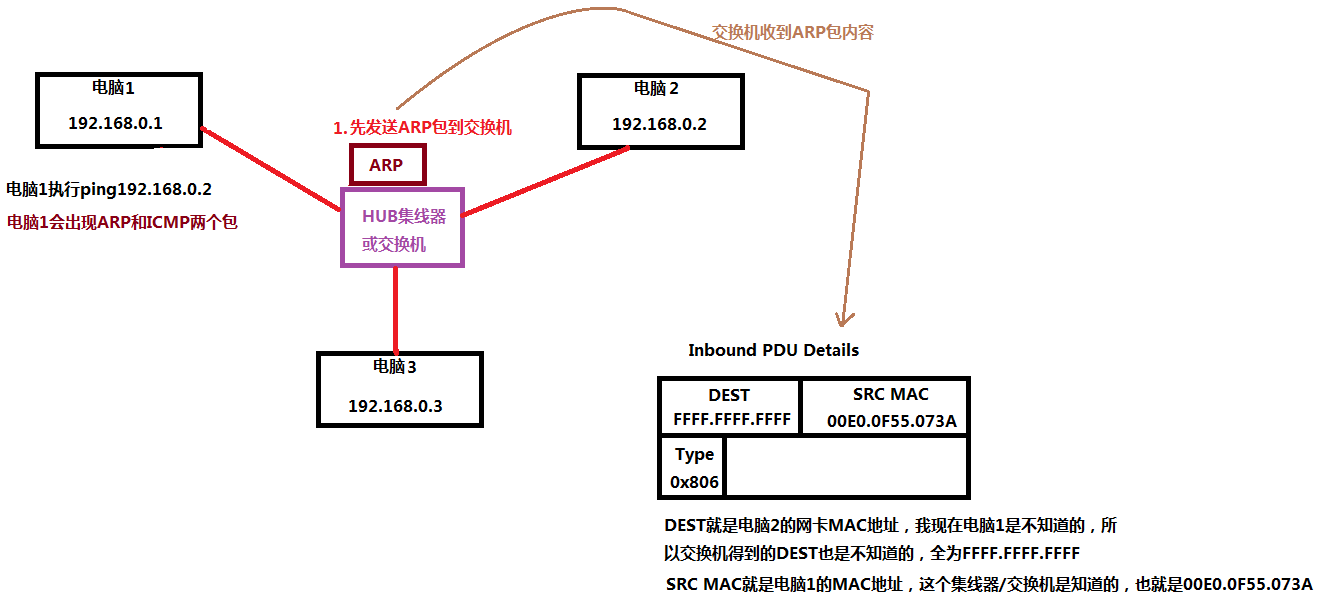 交换机收到ARP包内容
电脑1
192.168.0.1
电脑2
192.168.0.2
1.先发送ARP包到交换机
ARP
电脑1执行ping192.168.0.2
电脑1会出现ARP和ICMP两个包
HUB集线器
或交换机
电脑3
192.168.0.3
Inbound PDU Details
DEST
FFFF.FFFF.FFFF
SRC MAC
00E0.0F55.073A
Type
0x806
DEST就是电脑2的网卡MAC地址，我现在电脑1是不知道的，所
以交换机得到的DEST也是不知道的，全为FFFF.FFFF.FFFF
SRC MAC就是电脑1的MAC地址，这个集线器/交换机是知道的，也就是00E0.0F55.073A